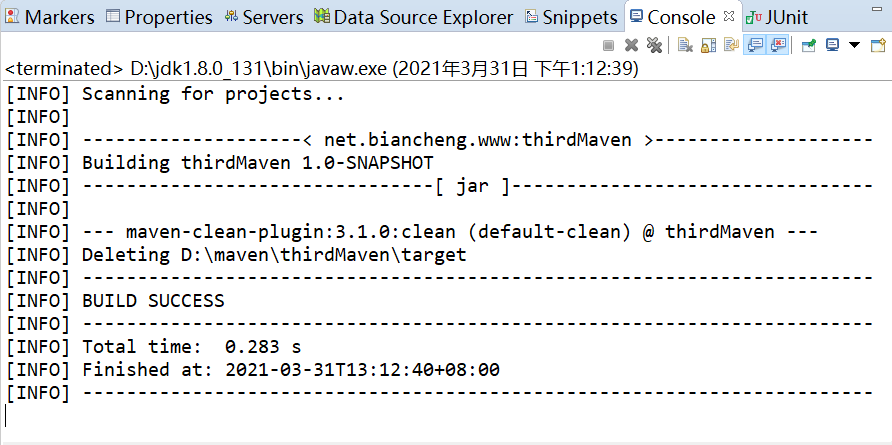 Markers Properties Servers Data Source Explorer Snippets Console JUnit
<terminated> D:\jdk1.8.0_131\bin\javaw.exe (2021年3月31日 下午1:12:39)
[INFO] Scanning for projects...
[INFO]
[INFO] --------------------< net.biancheng.www:thirdMaven >--------------------
[INFO] Building thirdMaven 1.0-SNAPSHOT
[INFO] --------------------------------[ jar ]---------------------------------
[INFO]
[INFO] --- maven-clean-plugin:3.1.0:clean (default-clean) @ thirdMaven ---
[INFO] Deleting D:\maven\thirdMaven\target
[INFO] ------------------------------------------------------------------------
[INFO] BUILD SUCCESS
[INFO] ------------------------------------------------------------------------
[INFO] Total time:  0.283 s
[INFO] Finished at: 2021-03-31T13:12:40+08:00
[INFO] ------------------------------------------------------------------------